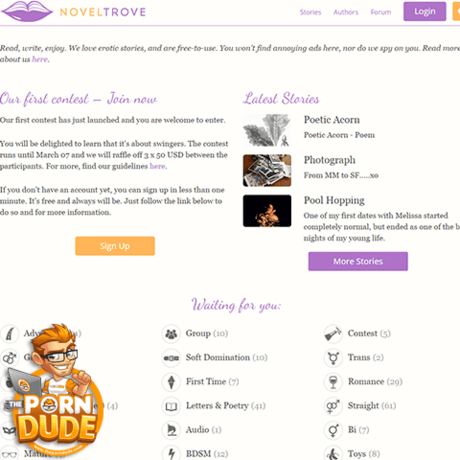 NOVELTROVE
Stories Authors Forum Login
Read, write, enjoy. We love erotic stories, and are free-to-use. You won't find annoying ads here, nor do we spy on you. Read more
about us here.
Our first contest – Join now
Our first contest has just launched and you are welcome to enter.
You will be delighted to learn that it's about swingers. The contest
runs until March 07 and we will raffle off 3 x 50 USD between the
participants. For more, find our guidelines here.
If you don't have an account yet, you can sign up in less than one
minute. It's free and always will be. Just follow the link below to
do so and for more information.
Sign Up
Latest Stories
Poetic Acorn
Poetic Acorn - Poem
Photograph
From MM to SF.....xo
Pool Hopping
One of my first dates with Melissa started
completely normal, but ended as one of the b
nights of my young life.
More Stories
Waiting for you:
Group (10)
Soft Domination (10)
First Time (7)
(4)
Letters & Poetry (41)
Audio (1)
BDSM (12)
Contest (5)
Trans (2)
Romance (29)
Straight (61)
Bi (7)
Toys (8)
THE
PORN
DUDE